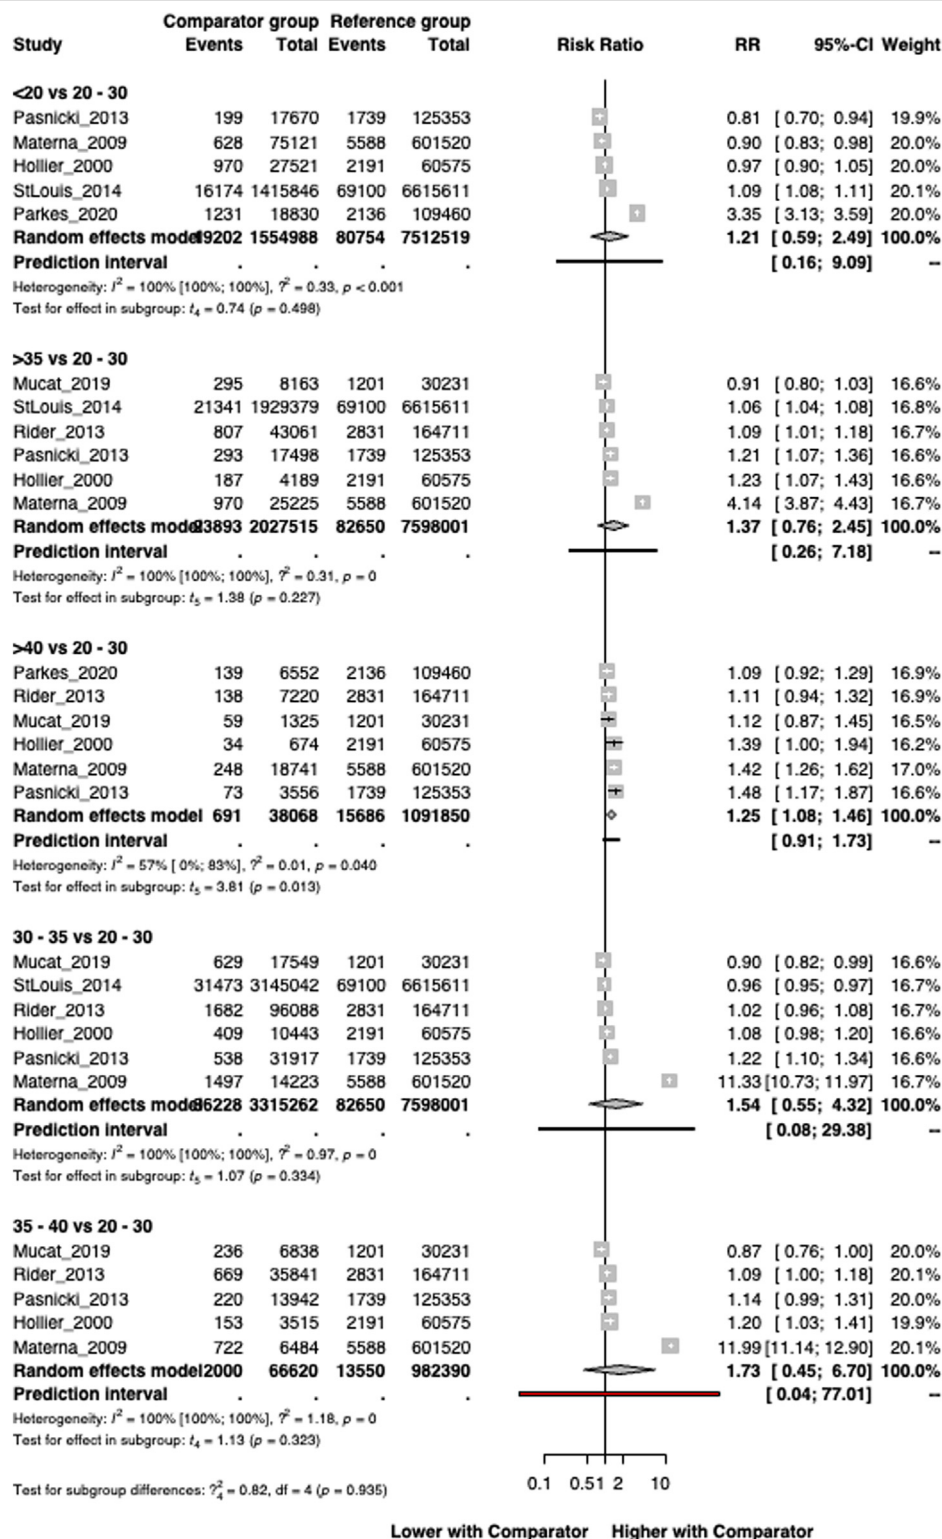 Comparator group Reference group
Study Events Total Events Total Risk Ratio RR 95%-CI Weight
<20 vs 20 - 30
Pasnicki_2013 199 17670 1739 125353 0.81 [ 0.70; 0.94] 19.9%
Materna_2009 628 75121 5588 601520 0.90 [ 0.83; 0.98] 20.0%
Hollier_2000 970 27521 2191 60575 0.97 [ 0.90; 1.05] 20.0%
StLouis_2014 16174 1415846 69100 6615611 1.09 [ 1.08; 1.11] 20.1%
Parkes_2020 1231 18830 2136 109460 3.35 [ 3.13; 3.59] 20.0%
Random effects model 19202 1554988 80754 7512519 1.21 [ 0.59; 2.49] 100.0%
Prediction interval . . . . [ 0.16; 9.09] --
Heterogeneity: I² = 100% [100%; 100%], ?² = 0.33, p < 0.001
Test for effect in subgroup: t₄ = 0.74 (p = 0.498)
>35 vs 20 - 30
Mucat_2019 295 8163 1201 30231 0.91 [ 0.80; 1.03] 16.6%
StLouis_2014 21341 1929379 69100 6615611 1.06 [ 1.04; 1.08] 16.8%
Rider_2013 807 43061 2831 164711 1.09 [ 1.01; 1.18] 16.7%
Pasnicki_2013 293 17498 1739 125353 1.21 [ 1.07; 1.36] 16.6%
Hollier_2000 187 4189 2191 60575 1.23 [ 1.07; 1.43] 16.6%
Materna_2009 970 25225 5588 601520 4.14 [ 3.87; 4.43] 16.7%
Random effects model 23893 2027515 82650 7598001 1.37 [ 0.76; 2.45] 100.0%
Prediction interval . . . . [ 0.26; 7.18] --
Heterogeneity: I² = 100% [100%; 100%], ?² = 0.31, p = 0
Test for effect in subgroup: t₅ = 1.38 (p = 0.227)
>40 vs 20 - 30
Parkes_2020 139 6552 2136 109460 1.09 [ 0.92; 1.29] 16.9%
Rider_2013 138 7220 2831 164711 1.11 [ 0.94; 1.32] 16.9%
Mucat_2019 59 1325 1201 30231 1.12 [ 0.87; 1.45] 16.5%
Hollier_2000 34 674 2191 60575 1.39 [ 1.00; 1.94] 16.2%
Materna_2009 248 18741 5588 601520 1.42 [ 1.26; 1.62] 17.0%
Pasnicki_2013 73 3556 1739 125353 1.48 [ 1.17; 1.87] 16.6%
Random effects model 691 38068 15686 1091850 1.25 [ 1.08; 1.46] 100.0%
Prediction interval . . . . [ 0.91; 1.73] --
Heterogeneity: I² = 57% [ 0%; 83%], ?² = 0.01, p = 0.040
Test for effect in subgroup: t₅ = 3.81 (p = 0.013)
30 - 35 vs 20 - 30
Mucat_2019 629 17549 1201 30231 0.90 [ 0.82; 0.99] 16.6%
StLouis_2014 31473 3145042 69100 6615611 0.96 [ 0.95; 0.97] 16.7%
Rider_2013 1682 96088 2831 164711 1.02 [ 0.96; 1.08] 16.7%
Hollier_2000 409 10443 2191 60575 1.08 [ 0.98; 1.20] 16.6%
Pasnicki_2013 538 31917 1739 125353 1.22 [ 1.10; 1.34] 16.6%
Materna_2009 1497 14223 5588 601520 11.33 [10.73; 11.97] 16.7%
Random effects model 36228 3315262 82650 7598001 1.54 [ 0.55; 4.32] 100.0%
Prediction interval . . . . [ 0.08; 29.38] --
Heterogeneity: I² = 100% [100%; 100%], ?² = 0.97, p = 0
Test for effect in subgroup: t₅ = 1.07 (p = 0.334)
35 - 40 vs 20 - 30
Mucat_2019 236 6838 1201 30231 0.87 [ 0.76; 1.00] 20.0%
Rider_2013 669 35841 2831 164711 1.09 [ 1.00; 1.18] 20.1%
Pasnicki_2013 220 13942 1739 125353 1.14 [ 0.99; 1.31] 20.0%
Hollier_2000 153 3515 2191 60575 1.20 [ 1.03; 1.41] 19.9%
Materna_2009 722 6484 5588 601520 11.99 [11.14; 12.90] 20.1%
Random effects model 2000 66620 13550 982390 1.73 [ 0.45; 6.70] 100.0%
Prediction interval . . . . [ 0.04; 77.01] --
Heterogeneity: I² = 100% [100%; 100%], ?² = 1.18, p = 0
Test for effect in subgroup: t₄ = 1.13 (p = 0.323)
0.1 0.5 1 2 10
Test for subgroup differences: ?²₄ = 0.82, df = 4 (p = 0.935)
Lower with Comparator Higher with Comparator